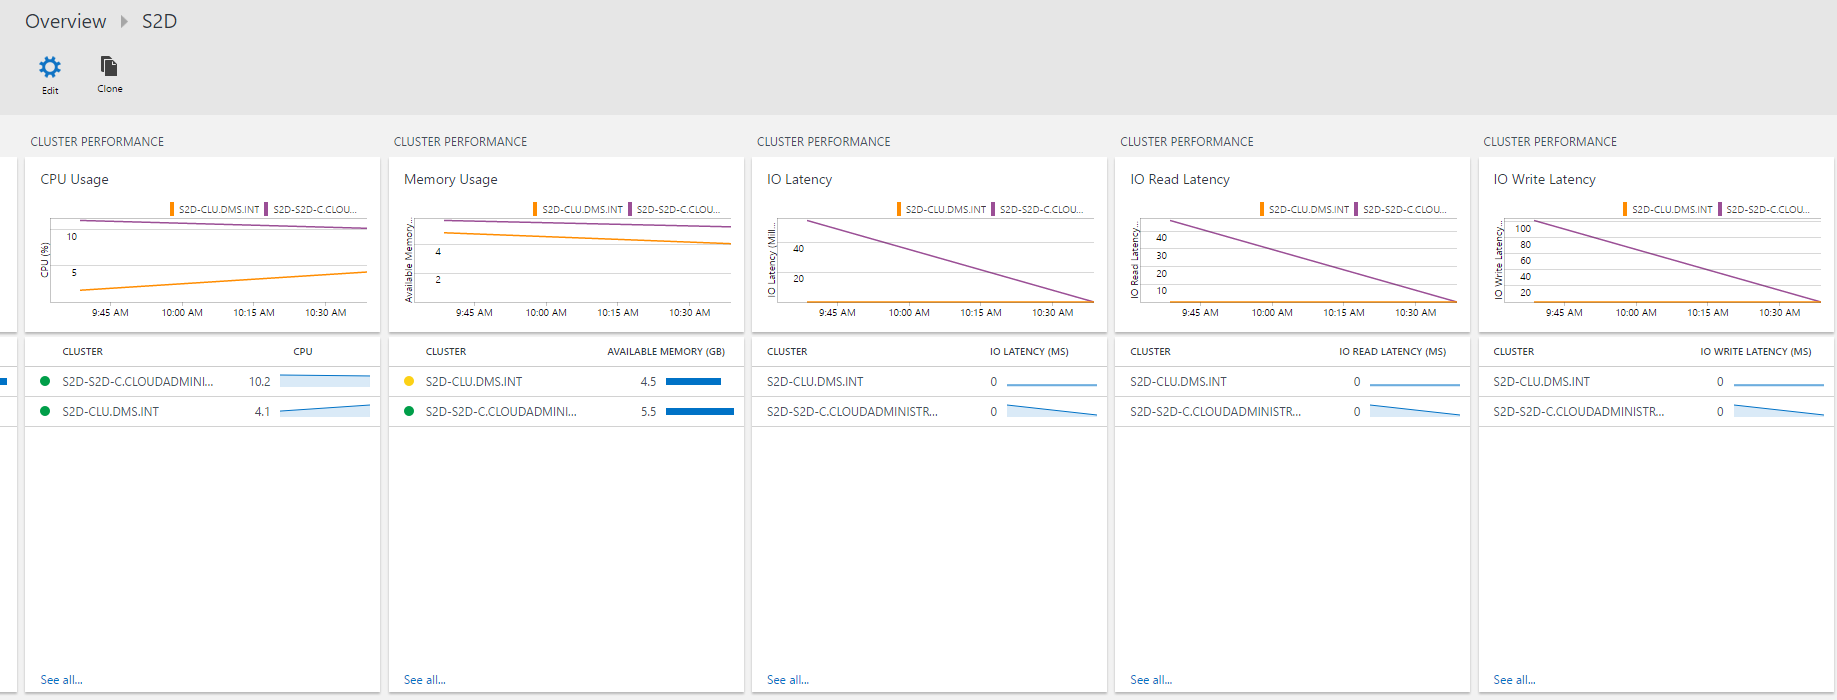 Overview S2D
Edit
Clone
CLUSTER PERFORMANCE
CPU Usage
S2D-CLU.DMS.INT S2D-S2D-C.CLOU...
CPU (%)
10
5
9:45 AM 10:00 AM 10:15 AM 10:30 AM
CLUSTER CPU
S2D-S2D-C.CLOUDADMINI... 10.2
S2D-CLU.DMS.INT 4.1
See all...
CLUSTER PERFORMANCE
Memory Usage
S2D-CLU.DMS.INT S2D-S2D-C.CLOU...
Available Memory...
4
2
9:45 AM 10:00 AM 10:15 AM 10:30 AM
CLUSTER AVAILABLE MEMORY (GB)
S2D-CLU.DMS.INT 4.5
S2D-S2D-C.CLOUDADMINI... 5.5
See all...
CLUSTER PERFORMANCE
IO Latency
S2D-CLU.DMS.INT S2D-S2D-C.CLOU...
IO Latency (Mill...
40
20
9:45 AM 10:00 AM 10:15 AM 10:30 AM
CLUSTER IO LATENCY (MS)
S2D-CLU.DMS.INT 0
S2D-S2D-C.CLOUDADMINISTR... 0
See all...
CLUSTER PERFORMANCE
IO Read Latency
S2D-CLU.DMS.INT S2D-S2D-C.CLOU...
IO Read Latency...
40
30
20
10
9:45 AM 10:00 AM 10:15 AM 10:30 AM
CLUSTER IO READ LATENCY (MS)
S2D-CLU.DMS.INT 0
S2D-S2D-C.CLOUDADMINISTR... 0
See all...
CLUSTER PERFORMANCE
IO Write Latency
S2D-CLU.DMS.INT S2D-S2D-C.CLOU...
IO Write Latency...
100
80
60
40
20
9:45 AM 10:00 AM 10:15 AM 10:30 AM
CLUSTER IO WRITE LATENCY (MS)
S2D-CLU.DMS.INT 0
S2D-S2D-C.CLOUDADMINISTR... 0
See all...